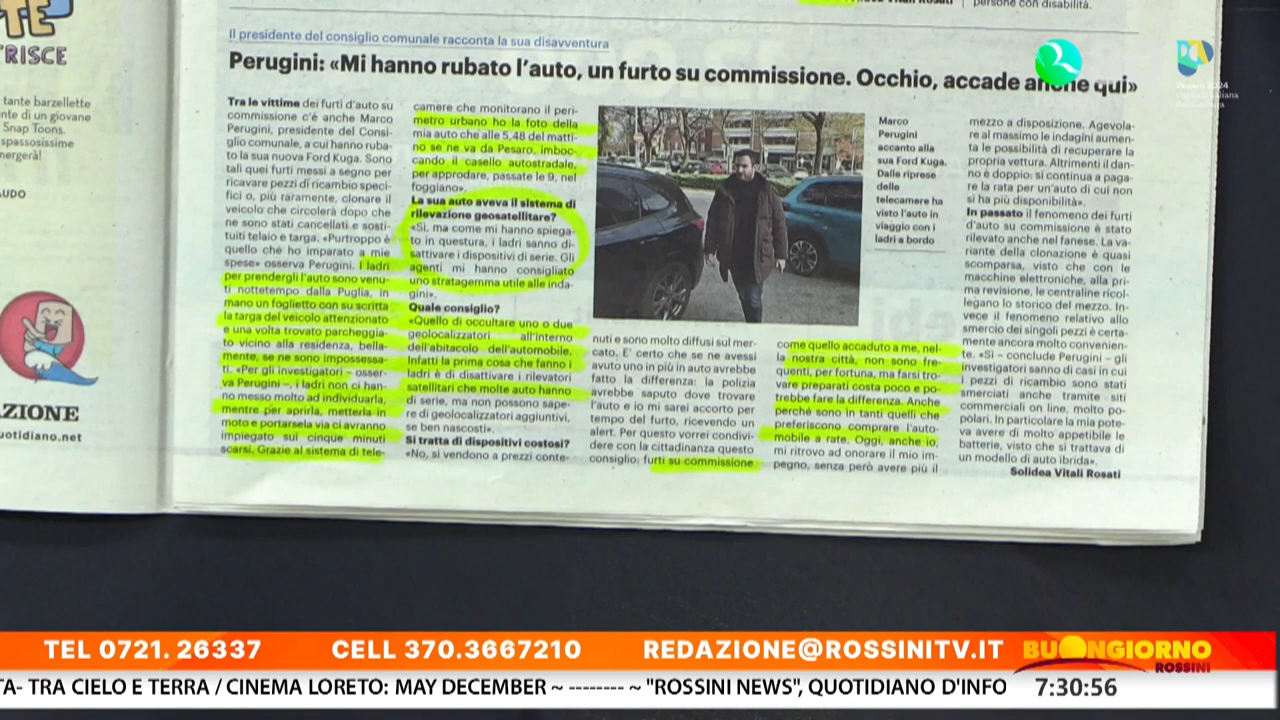 TE
TRISCE
tante barzellette
nte di un giovane
Snap Toons.
spassosissime
mergerà!
AUDO
AZIONE
uotidiano.net
persone con disabilità.
Il presidente del consiglio comunale racconta la sua disavventura
Perugini: «Mi hanno rubato l'auto, un furto su commissione. Occhio, accade anche qui»
Tra le vittime dei furti d'auto su
commissione c'è anche Marco
Perugini, presidente del Consi-
glio comunale, a cui hanno ruba-
to la sua nuova Ford Kuga. Sono
tali quei furti messi a segno per
ricavare pezzi di ricambio speci-
fici o, più raramente, clonare il
veicolo che circolerà dopo che
ne sono stati cancellati e sosti-
tuiti telaio e targa. «Purtroppo è
quello che ho imparato a mie
spese» osserva Perugini. I ladri
per prendergli l'auto sono venu-
ti nottetempo dalla Puglia, in
mano un foglietto con su scritta
la targa del veicolo attenzionato
e una volta trovato parcheggia-
to vicino alla residenza, bella-
mente, se ne sono impossessa-
ti. «Per gli investigatori – osser-
va Perugini –, i ladri non ci han-
no messo molto ad individuarla,
mentre per aprirla, metterla in
moto e portarsela via ci avranno
impiegato sui cinque minuti
scarsi. Grazie al sistema di tele-
camere che monitorano il peri-
metro urbano ho la foto della
mia auto che alle 5,48 del matti-
no se ne va da Pesaro, imboc-
cando il casello autostradale,
per approdare, passate le 9, nel
foggiano».
La sua auto aveva il sistema di
rilevazione geosatellitare?
«Sì, ma come mi hanno spiega-
to in questura, i ladri sanno di-
sattivare i dispositivi di serie. Gli
agenti mi hanno consigliato
uno stratagemma utile alle inda-
gini».
Quale consiglio?
«Quello di occultare uno o due
geolocalizzatori all'interno
dell'abitacolo dell'automobile.
Infatti la prima cosa che fanno i
ladri è di disattivare i rilevatori
satellitari che molte auto hanno
di serie, ma non possono sape-
re di geolocalizzatori aggiuntivi,
se ben nascosti».
Si tratta di dispositivi costosi?
«No, si vendono a prezzi conte-
nuti e sono molto diffusi sul mer-
cato. E' certo che se ne avessi
avuto uno in più in auto avrebbe
fatto la differenza: la polizia
avrebbe saputo dove trovare
l'auto e io mi sarei accorto per
tempo del furto, ricevendo un
alert. Per questo vorrei condivi-
dere con la cittadinanza questo
consiglio: furti su commissione
come quello accaduto a me, nel-
la nostra città, non sono fre-
quenti, per fortuna, ma farsi tro-
vare preparati costa poco e po-
trebbe fare la differenza. Anche
perché sono in tanti quelli che
preferiscono comprare l'auto-
mobile a rate. Oggi, anche io,
mi ritrovo ad onorare il mio im-
pegno, senza però avere più il
Marco
Perugini
accanto alla
sua Ford Kuga.
Dalle riprese
delle
telecamere ha
visto l'auto in
viaggio con i
ladri a bordo
mezzo a disposizione. Agevola-
re al massimo le indagini aumen-
ta le possibilità di recuperare la
propria vettura. Altrimenti il dan-
no è doppio: si continua a paga-
re la rata per un'auto di cui non
si ha più disponibilità».
In passato il fenomeno dei furti
d'auto su commissione è stato
rilevato anche nel fanese. La va-
riante della clonazione è quasi
scomparsa, visto che con le
macchine elettroniche, alla pri-
ma revisione, le centraline ricol-
legano lo storico del mezzo. In-
vece il fenomeno relativo allo
smercio dei singoli pezzi è certa-
mente ancora molto convenien-
te. «Sì – conclude Perugini – gli
investigatori sanno di casi in cui
i pezzi di ricambio sono stati
smerciati anche tramite siti
commerciali on line, molto po-
polari. In particolare la mia pote-
va avere di molto appetibile le
batterie, visto che si trattava di
un modello di auto ibrida».
Solidea Vitali Rosati
TEL 0721. 26337 CELL 370.3667210 REDAZIONE@ROSSINITV.IT BUONGIORNO
ROSSINI
TA- TRA CIELO E TERRA / CINEMA LORETO: MAY DECEMBER ~ -------- ~ "ROSSINI NEWS", QUOTIDIANO D'INFO 7:30:56